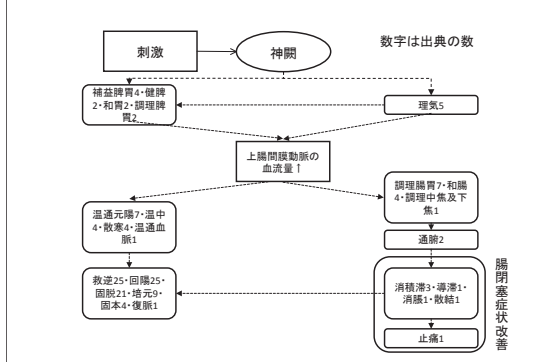 刺激
神闕
数字は出典の数
補益脾胃4・健脾
2・和胃2・調理脾
胃2
理気5
上腸間膜動脈の
血流量↑
調理腸胃7・和腸
4・調理中焦及下
焦1
温通元陽7・温中
4・散寒4・温通血
脈1
通腑2
救逆25・回陽25・
固脱21・培元9・
固本4・復脈1
消積滞3・導滞1・
消脹1・散結1
止痛1
腸閉塞症状改善